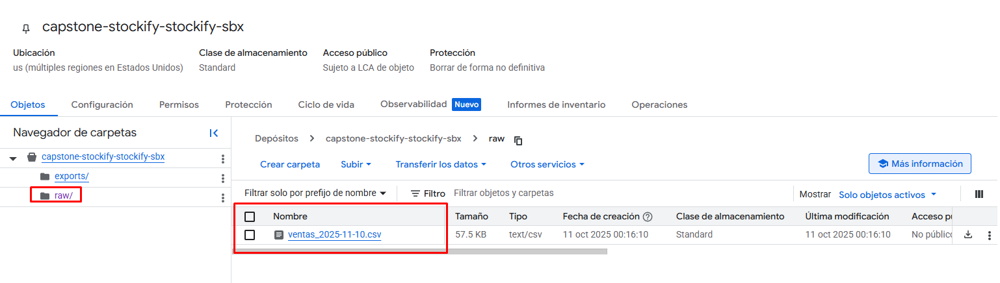 capstone-stockify-stockify-sbx
Ubicación Clase de almacenamiento Acceso público Protección
us (múltiples regiones en Estados Unidos) Standard Sujeto a LCA de objeto Borrar de forma no definitiva
Objetos Configuración Permisos Protección Ciclo de vida Observabilidad Nuevo Informes de inventario Operaciones
Navegador de carpetas
capstone-stockify-stockify-sbx
exports/
raw/
Depósitos > capstone-stockify-stockify-sbx > raw
Crear carpeta Subir Transferir los datos Otros servicios Más información
Filtrar solo por prefijo de nombre Filtro Filtrar objetos y carpetas Mostrar Solo objetos activos
Nombre Tamaño Tipo Fecha de creación Clase de almacenamiento Última modificación Acceso pú
ventas_2025-11-10.csv 57.5 KB text/csv 11 oct 2025 00:16:10 Standard 11 oct 2025 00:16:10 No público